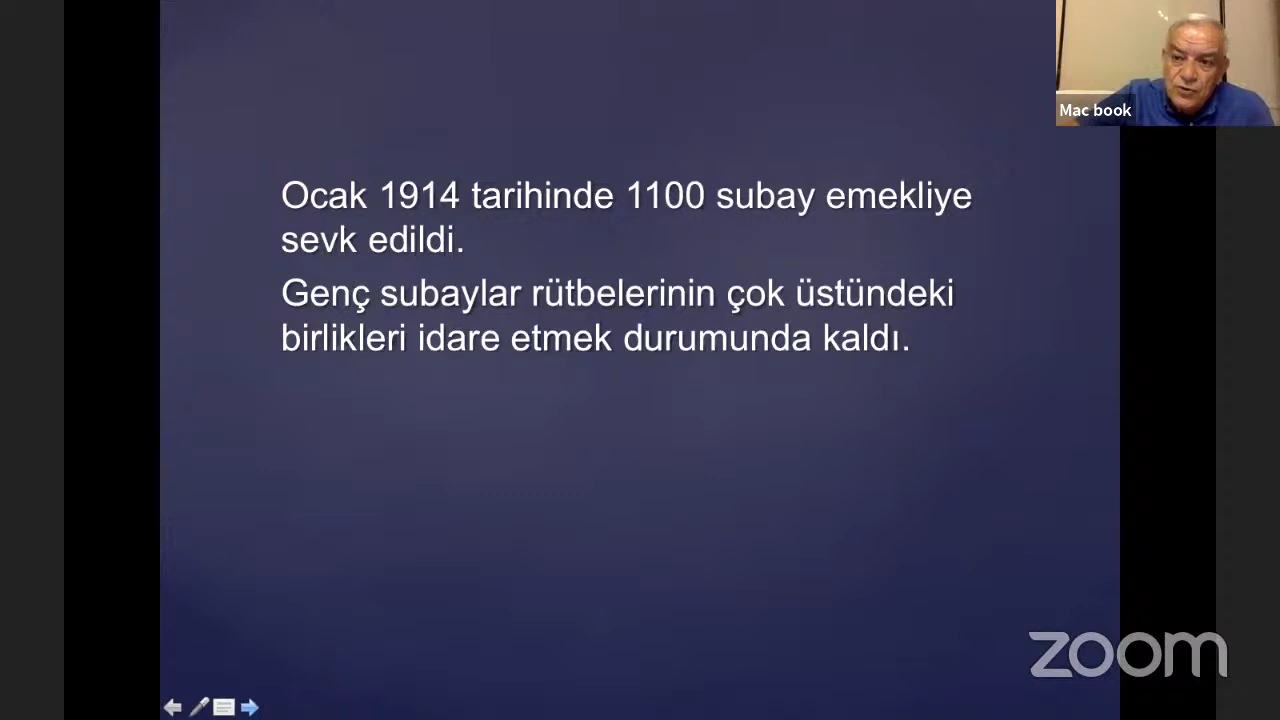 Mac book
Ocak 1914 tarihinde 1100 subay emekliye
sevk edildi.
Genç subaylar rütbelerinin çok üstündeki
birlikleri idare etmek durumunda kaldı.
zoom